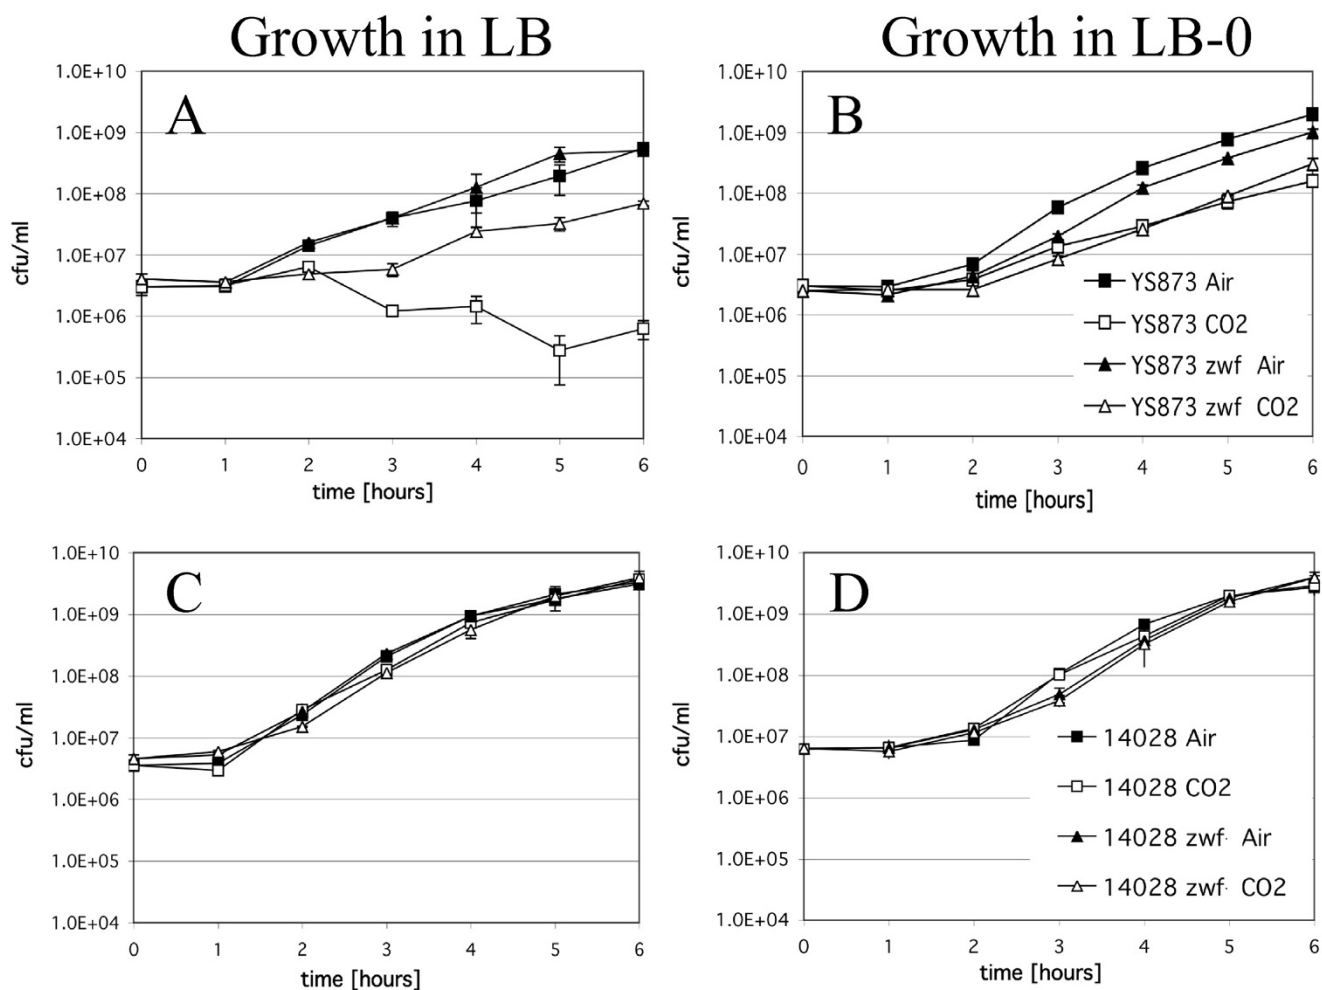 Growth in LB
Growth in LB-0
A
1.0E+10
1.0E+09
1.0E+08
1.0E+07
1.0E+06
1.0E+05
1.0E+04
cfu/ml
0 1 2 3 4 5 6
time [hours]
B
1.0E+10
1.0E+09
1.0E+08
1.0E+07
1.0E+06
1.0E+05
1.0E+04
cfu/ml
YS873 Air
YS873 CO2
YS873 zwf Air
YS873 zwf CO2
0 1 2 3 4 5 6
time [hours]
C
1.0E+10
1.0E+09
1.0E+08
1.0E+07
1.0E+06
1.0E+05
1.0E+04
cfu/ml
0 1 2 3 4 5 6
time [hours]
D
1.0E+10
1.0E+09
1.0E+08
1.0E+07
1.0E+06
1.0E+05
1.0E+04
cfu/ml
14028 Air
14028 CO2
14028 zwf- Air
14028 zwf- CO2
0 1 2 3 4 5 6
time [hours]